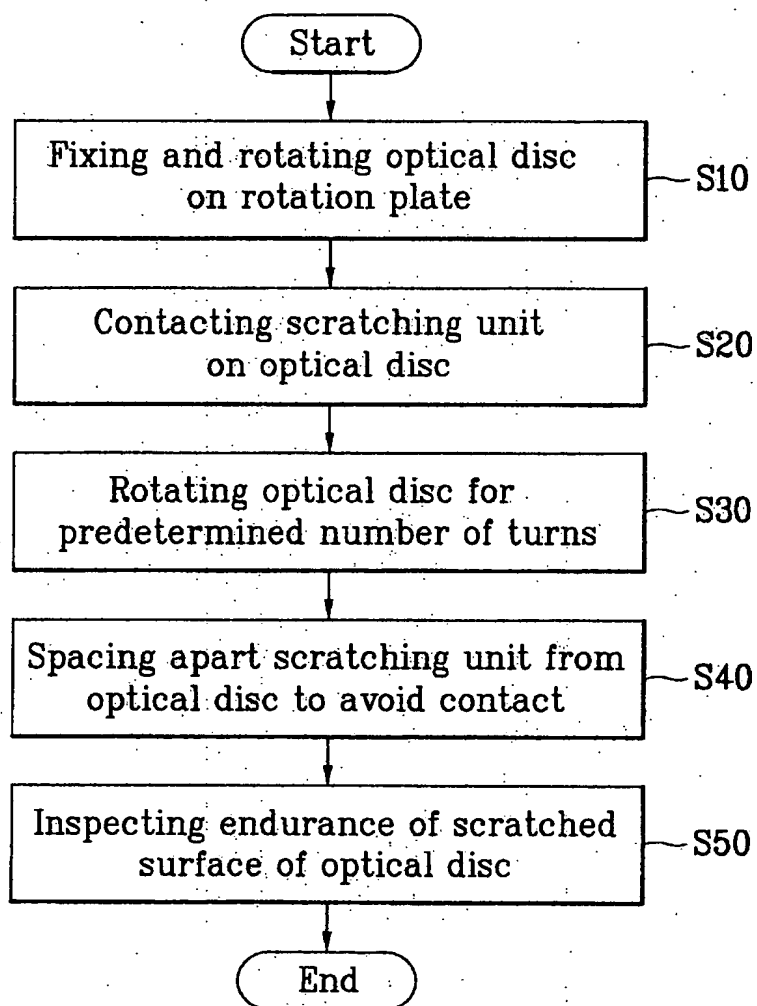 Start
Fixing and rotating optical disc
on rotation plate
S10
Contacting scratching unit
on optical disc
S20
Rotating optical disc for
predetermined number of turns
S30
Spacing apart scratching unit from
optical disc to avoid contact
S40
Inspecting endurance of scratched
surface of optical disc
S50
End